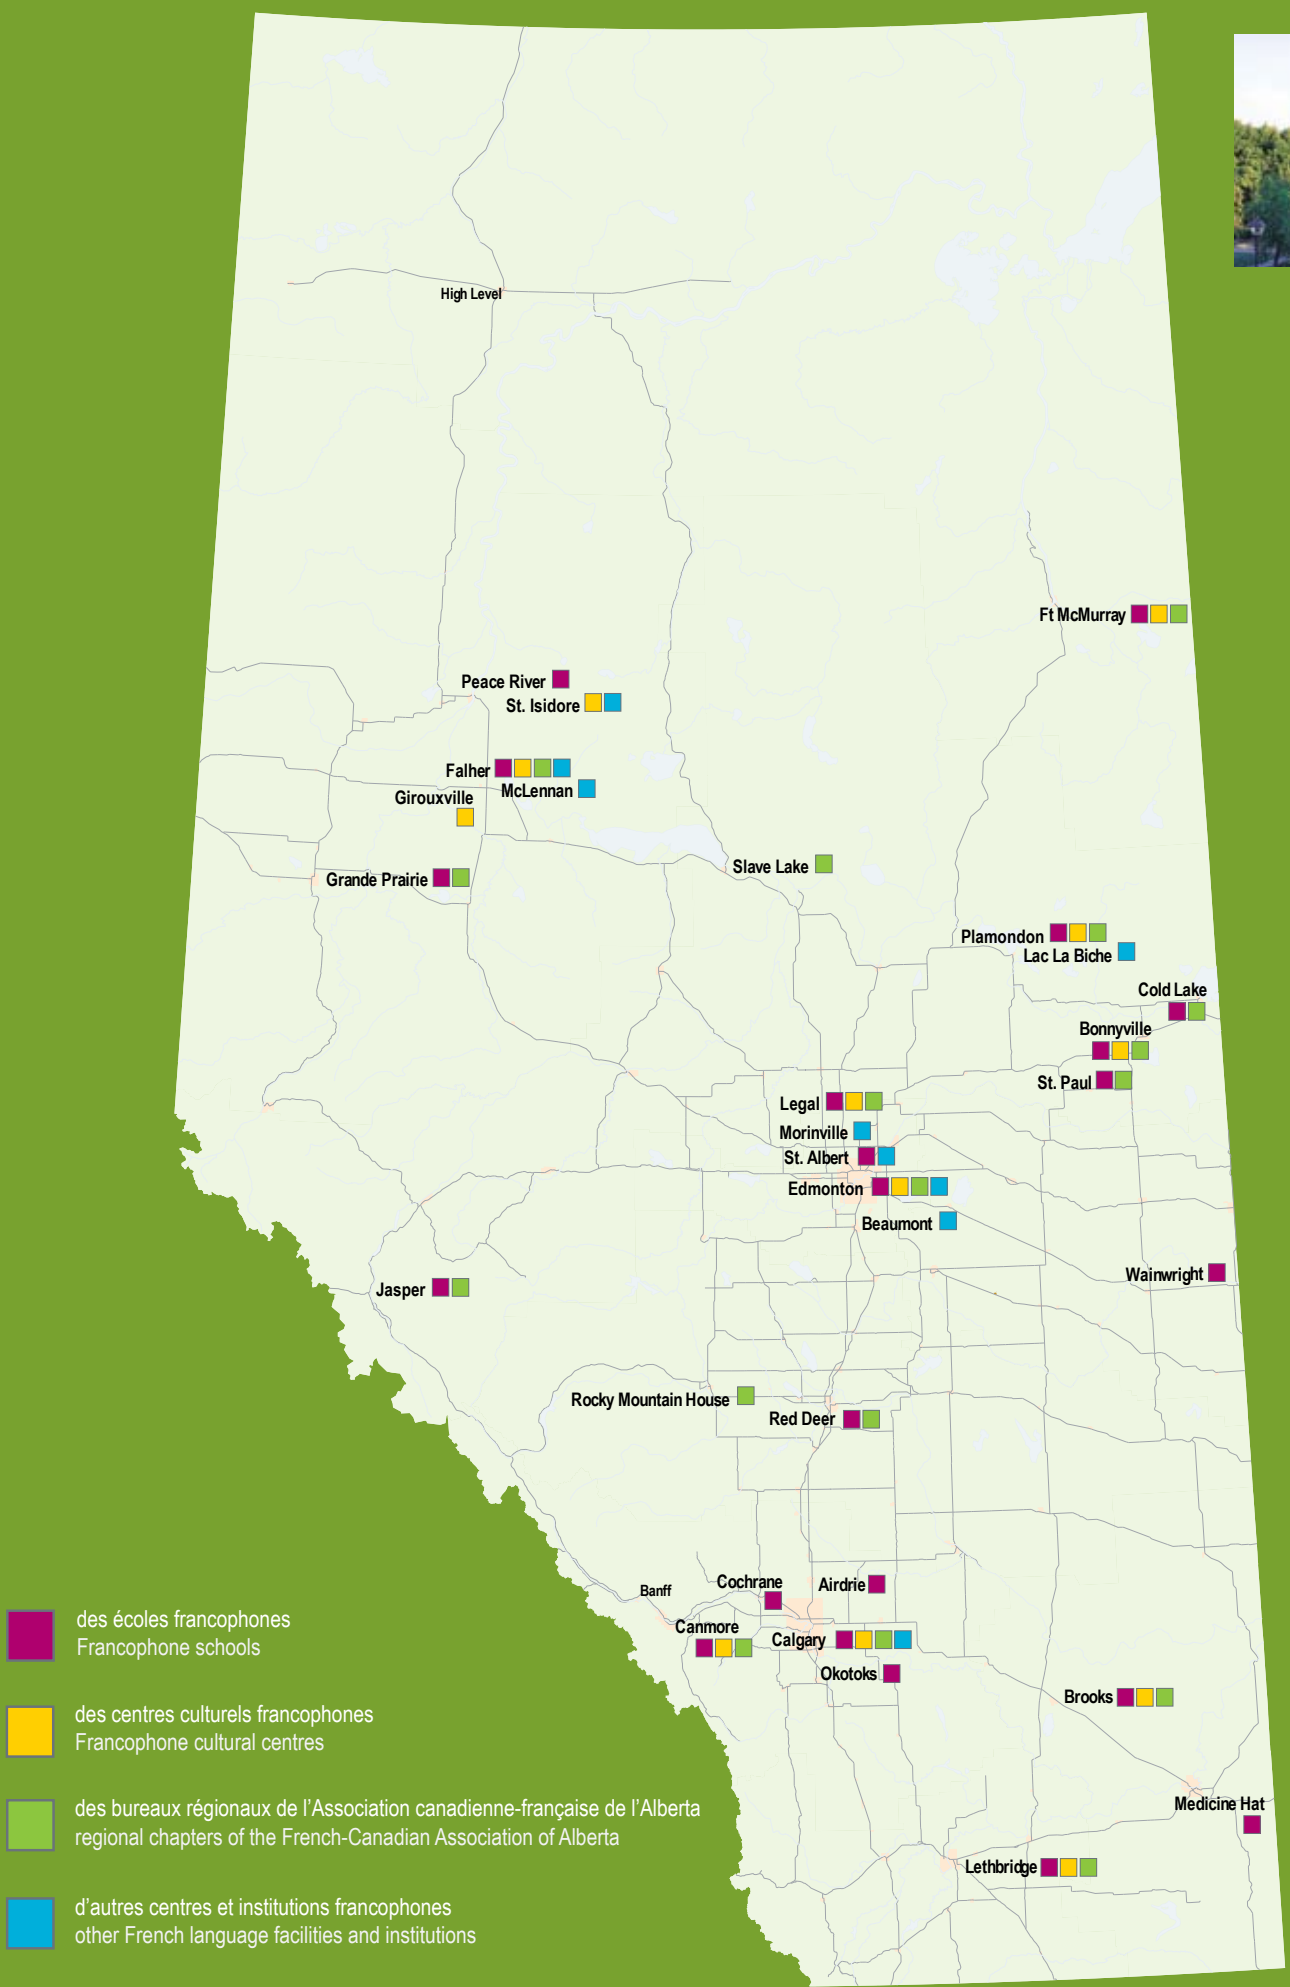 High Level
Ft McMurray
Peace River
St. Isidore
Falher
McLennan
Girouxville
Slave Lake
Grande Prairie
Plamondon
Lac La Biche
Cold Lake
Bonnyville
St. Paul
Legal
Morinville
St. Albert
Edmonton
Beaumont
Wainwright
Jasper
Rocky Mountain House
Red Deer
Cochrane
Airdrie
Banff
Canmore
Calgary
Okotoks
Brooks
Medicine Hat
Lethbridge
des écoles francophones
Francophone schools
des centres culturels francophones
Francophone cultural centres
des bureaux régionaux de l’Association canadienne-française de l’Alberta
regional chapters of the French-Canadian Association of Alberta
d’autres centres et institutions francophones
other French language facilities and institutions